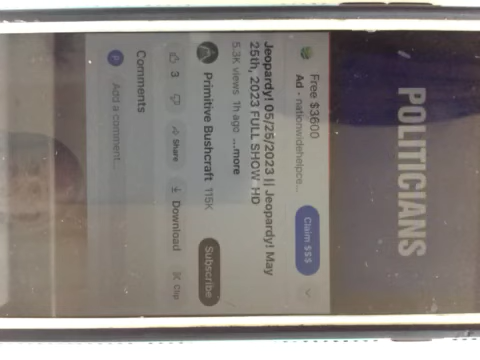 POLITICIANS
Free $3600
Ad · nationwidehelpce...
Claim $$$
Jeopardy! 05/25/2023 || Jeopardy! May
25th, 2023 FULL SHOW HD
5.3K views 1h ago ...more
Primitive Bushcraft 115K
Subscribe
3
Share
Download
Clip
Comments
P
Add a comment...